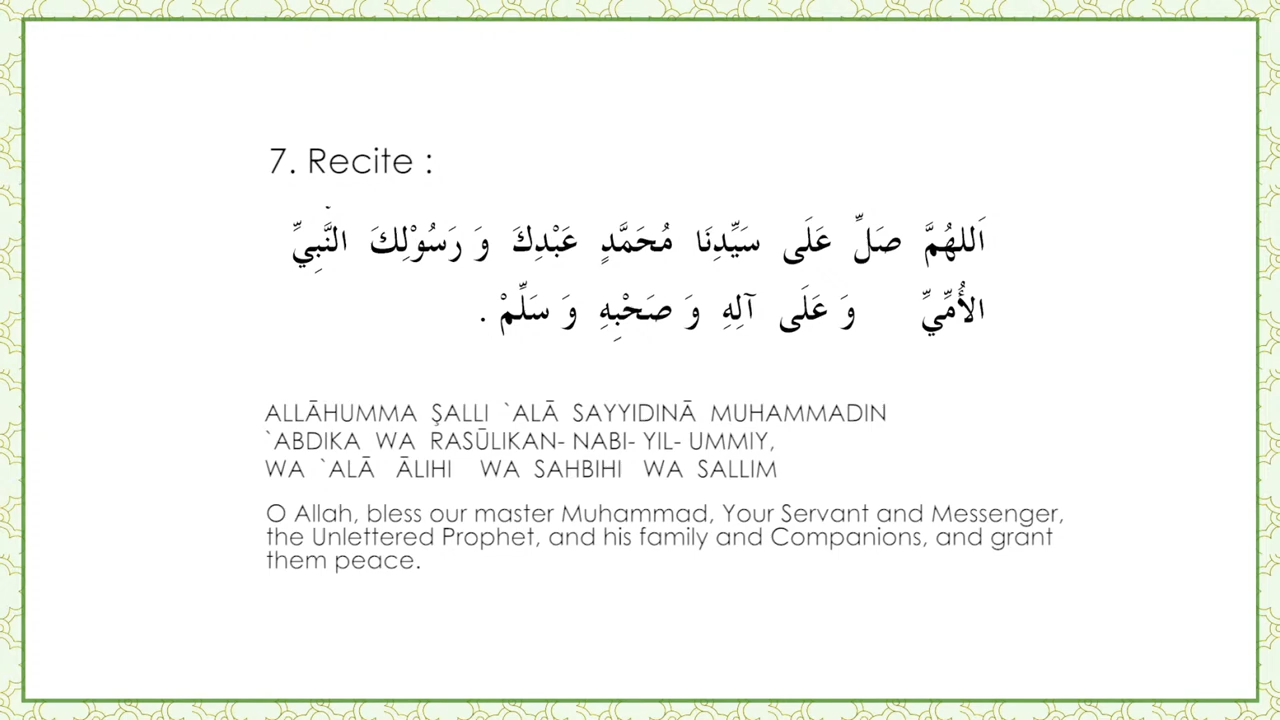 7. Recite :
اَللهُمَّ صَلِّ عَلَى سَيِّدِنَا مُحَمَّدٍ عَبْدِكَ وَ رَسُوْلِكَ النَّبِيِّ
الأُمِّيِّ وَ عَلَى آلِهِ وَ صَحْبِهِ وَ سَلِّمْ .
ALLĀHUMMA ṢALLI `ALĀ SAYYIDINĀ MUHAMMADIN
`ABDIKA WA RASŪLIKAN- NABI- YIL- UMMIY,
WA `ALĀ ĀLIHI WA SAHBIHI WA SALLIM
O Allah, bless our master Muhammad, Your Servant and Messenger,
the Unlettered Prophet, and his family and Companions, and grant
them peace.